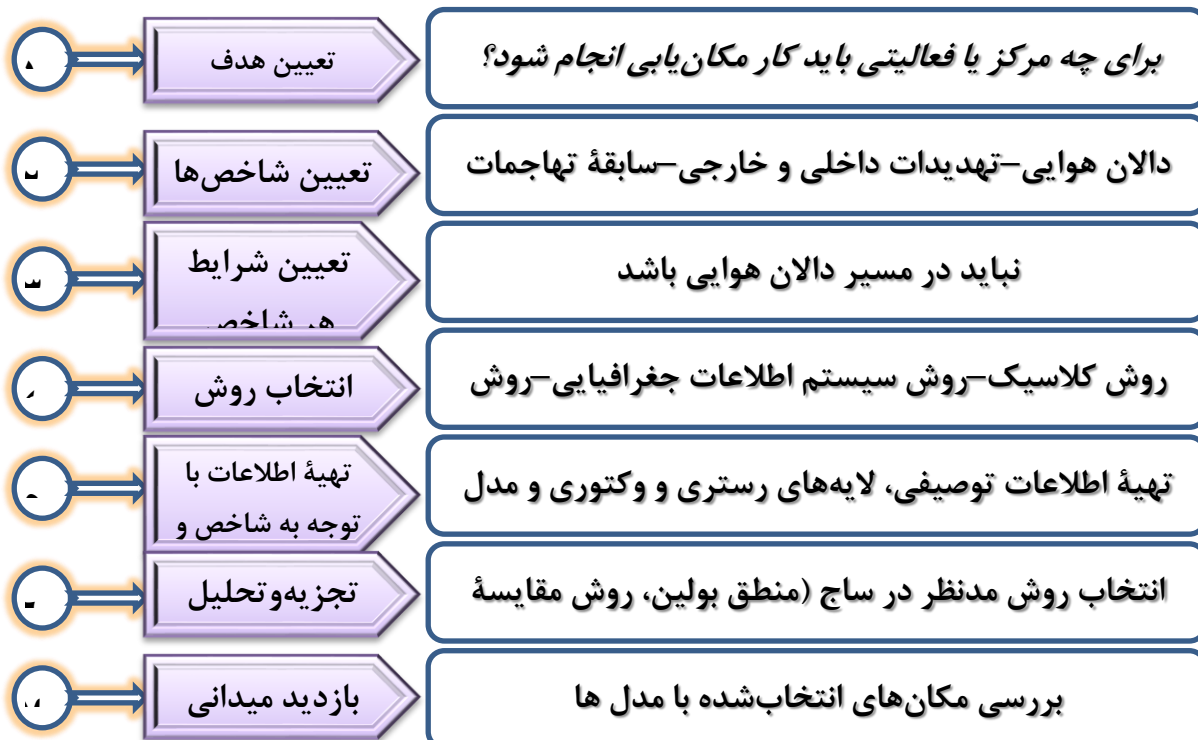 تعیین هدف
برای چه مرکز یا فعالیتی باید کار مکان‌یابی انجام شود؟
تعیین شاخص‌ها
دالان هوایی–تهدیدات داخلی و خارجی–سابقهٔ تهاجمات
تعیین شرایط
هر شاخص
نباید در مسیر دالان هوایی باشد
انتخاب روش
روش کلاسیک–روش سیستم اطلاعات جغرافیایی–روش
تهیهٔ اطلاعات با
توجه به شاخص و
تهیهٔ اطلاعات توصیفی، لایه‌های رستری و وکتوری و مدل
تجزیه‌وتحلیل
انتخاب روش مدنظر در ساج (منطق بولین، روش مقایسهٔ
بازدید میدانی
بررسی مکان‌های انتخاب‌شده با مدل ها